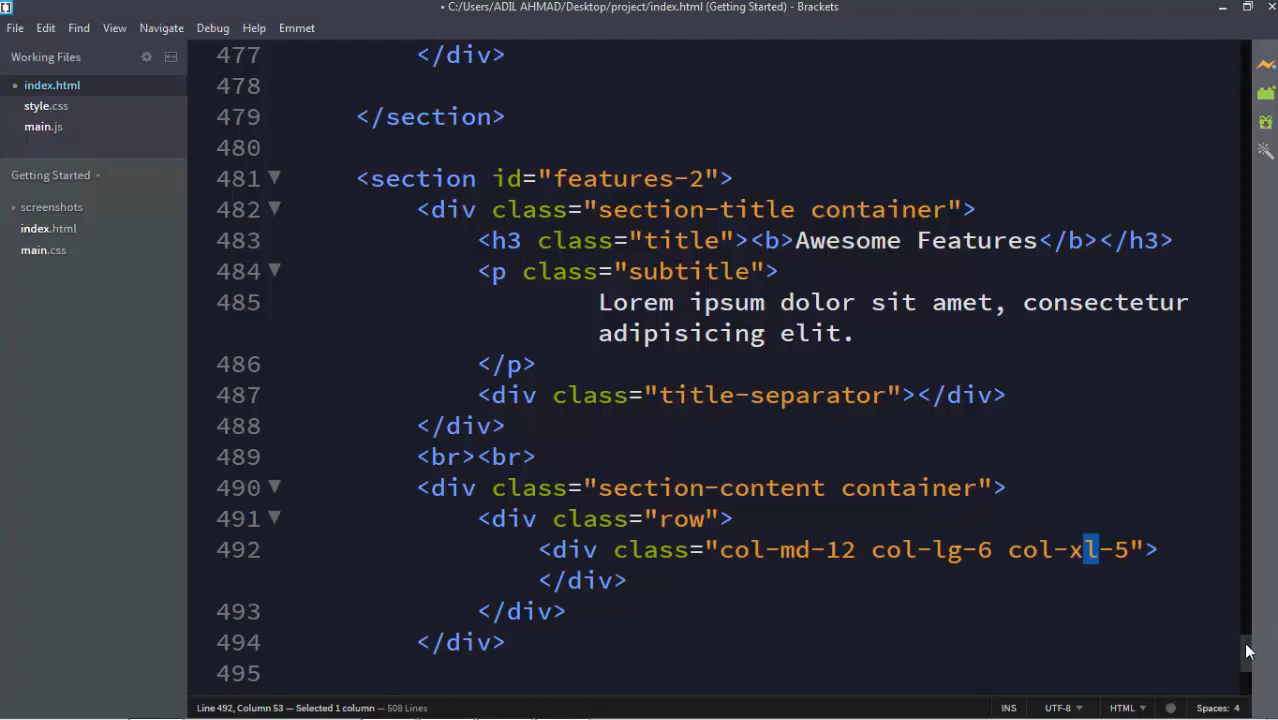 • C:/Users/ADIL AHMAD/Desktop/project/index.html (Getting Started) - Brackets
File Edit Find View Navigate Debug Help Emmet
Working Files
index.html
style.css
main.js
Getting Started
screenshots
index.html
main.css
477 </div>
478
479 </section>
480
481 <section id="features-2">
482 <div class="section-title container">
483 <h3 class="title"><b>Awesome Features</b></h3>
484 <p class="subtitle">
485 Lorem ipsum dolor sit amet, consectetur
adipisicing elit.
486 </p>
487 <div class="title-separator"></div>
488 </div>
489 <br><br>
490 <div class="section-content container">
491 <div class="row">
492 <div class="col-md-12 col-lg-6 col-xl-5">
</div>
493 </div>
494 </div>
495
Line 492, Column 53 — Selected 1 column — 508 Lines
INS UTF-8 HTML Spaces: 4